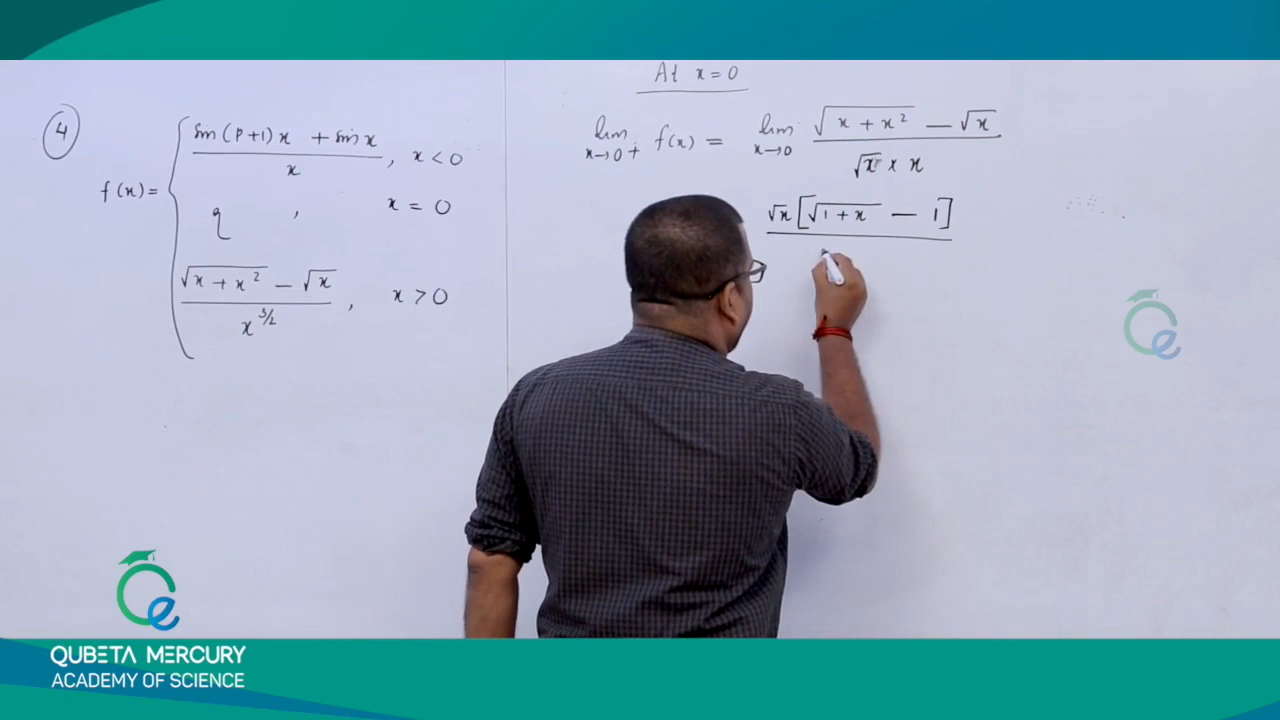 ④
f(x) = { sin(p+1)x + sinx / x , x < 0
q , x = 0
√(x + x²) - √x / x^(3/2) , x > 0
At x = 0
lim x→0+ f(x) = lim x→0 √(x + x²) - √x / √x × x
√x [√(1 + x) - 1]
QUBETA MERCURY
ACADEMY OF SCIENCE